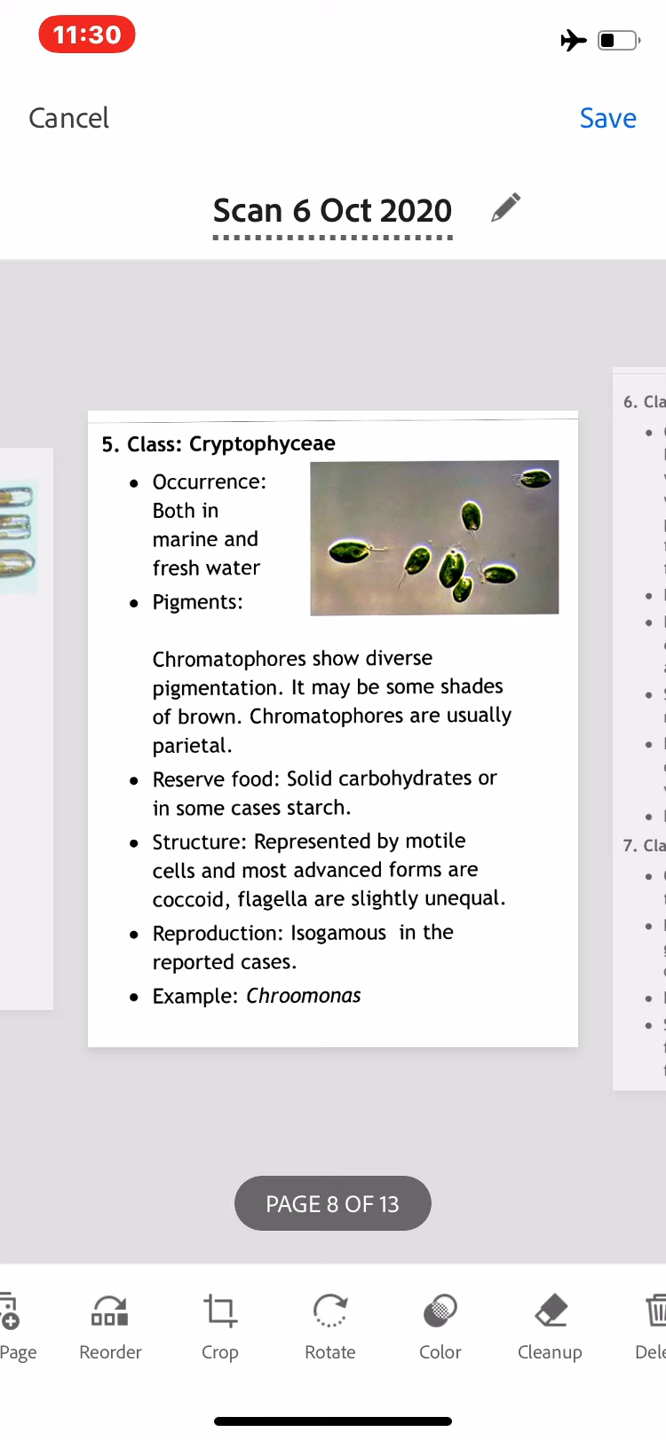 11:30
Cancel
Save
Scan 6 Oct 2020
5. Class: Cryptophyceae
• Occurrence:
Both in
marine and
fresh water
• Pigments:
Chromatophores show diverse
pigmentation. It may be some shades
of brown. Chromatophores are usually
parietal.
• Reserve food: Solid carbohydrates or
in some cases starch.
• Structure: Represented by motile
cells and most advanced forms are
coccoid, flagella are slightly unequal.
• Reproduction: Isogamous in the
reported cases.
• Example: Chroomonas
6. Cla
7. Cla
PAGE 8 OF 13
Page
Reorder
Crop
Rotate
Color
Cleanup
Dele